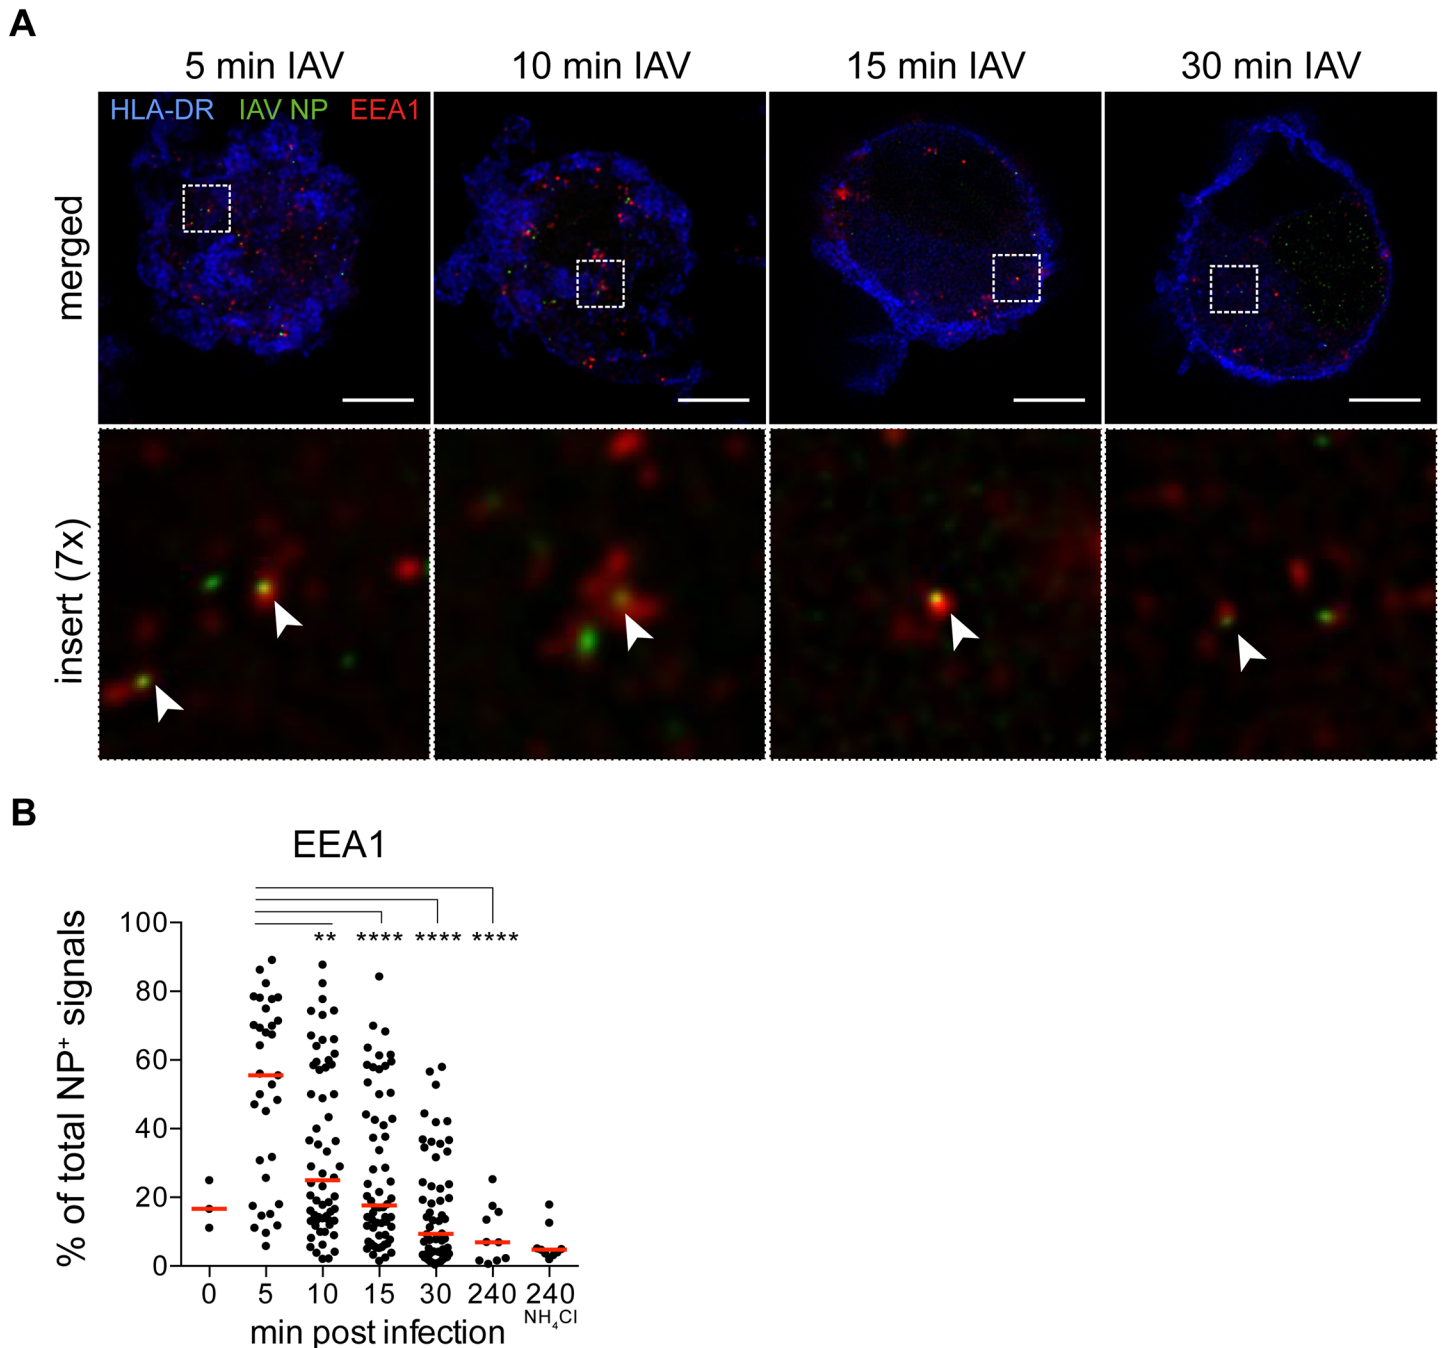 A
5 min IAV 10 min IAV 15 min IAV 30 min IAV
HLA-DR IAV NP EEA1
merged
insert (7x)
B
EEA1
** **** **** ****
% of total NP⁺ signals
100
80
60
40
20
0
0 5 10 15 30 240 240
NH₄Cl
min post infection